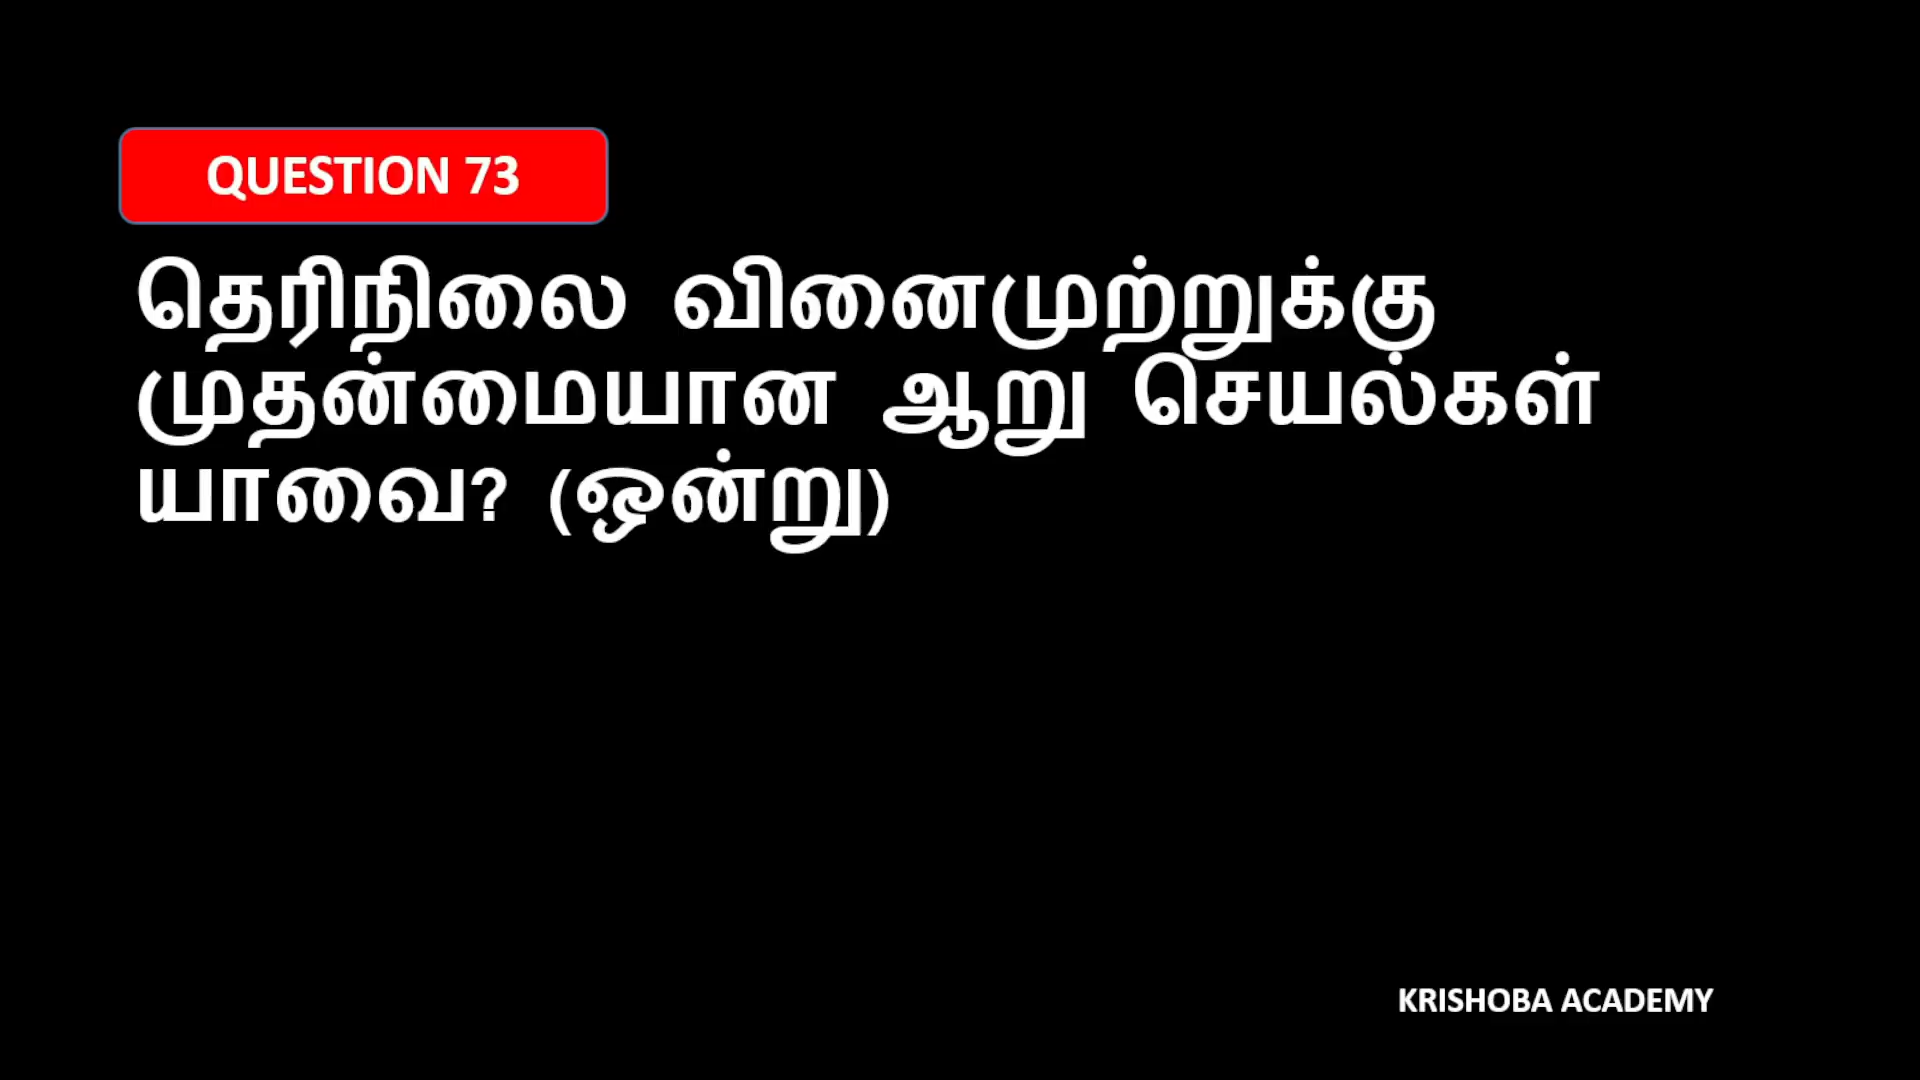 QUESTION 73
தெரிநிலை வினைமுற்றுக்கு
முதன்மையான ஆறு செயல்கள்
யாவை? (ஒன்று)
KRISHOBA ACADEMY